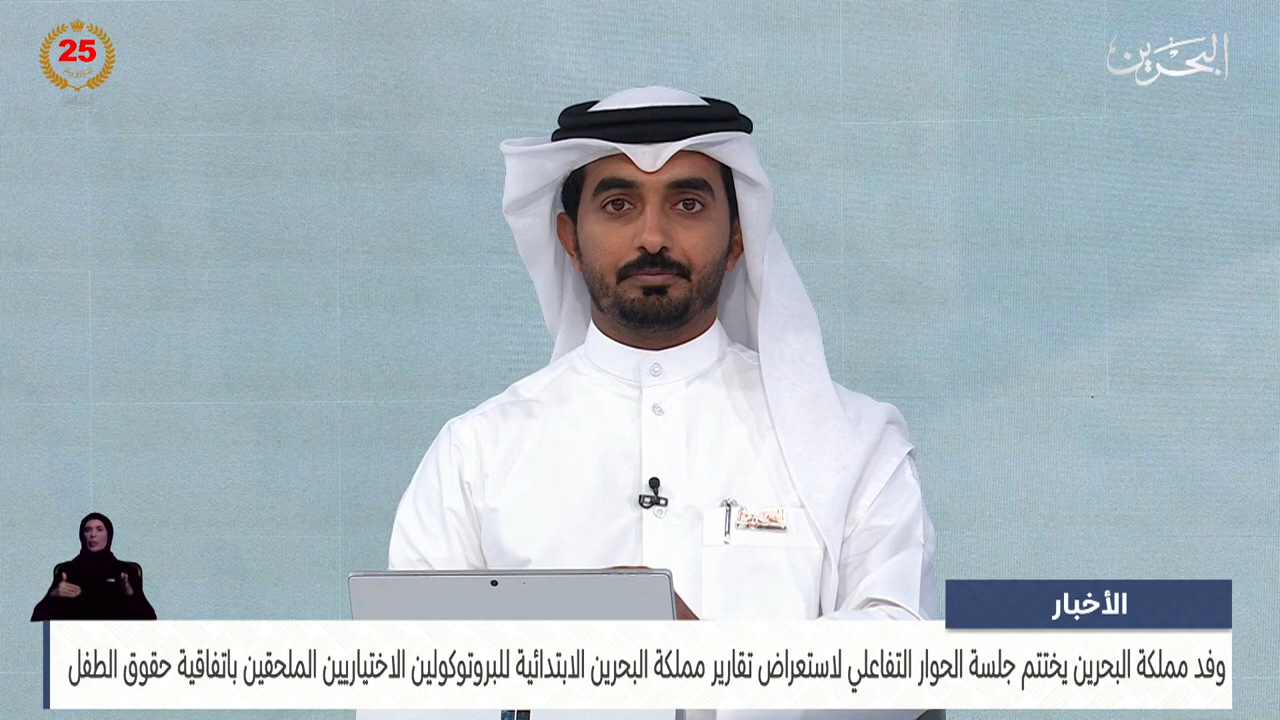 25
البحرين
الأخبار
وفد مملكة البحرين يختتم جلسة الحوار التفاعلي لاستعراض تقارير مملكة البحرين الابتدائية للبروتوكولين الاختياريين الملحقين باتفاقية حقوق الطفل